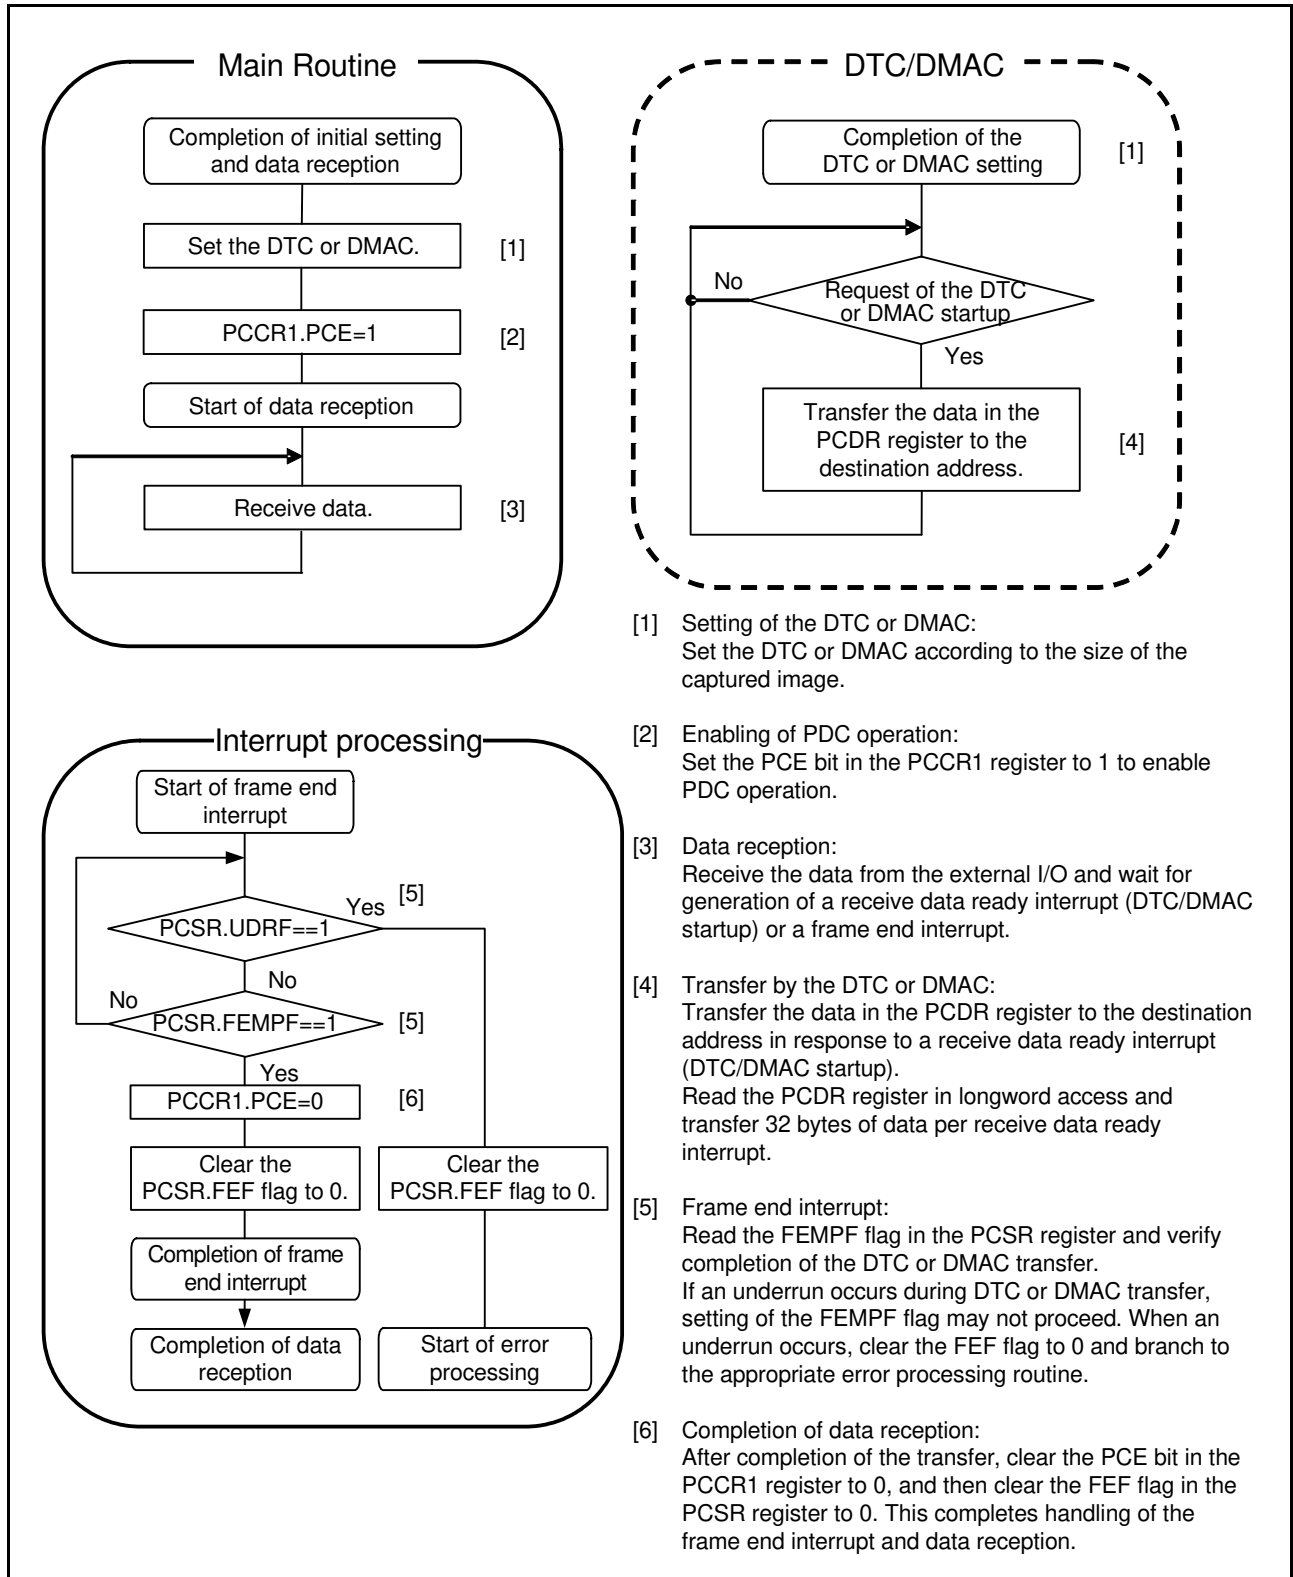 Main Routine
Completion of initial setting
and data reception
Set the DTC or DMAC.
[1]
PCCR1.PCE=1
[2]
Start of data reception
Receive data.
[3]
DTC/DMAC
Completion of the
DTC or DMAC setting
[1]
No
Request of the DTC
or DMAC startup
Yes
Transfer the data in the
PCDR register to the
destination address.
[4]
Interrupt processing
Start of frame end
interrupt
Yes
[5]
PCSR.UDRF==1
No
No
PCSR.FEMPF==1
[5]
Yes
PCCR1.PCE=0
[6]
Clear the
PCSR.FEF flag to 0.
Clear the
PCSR.FEF flag to 0.
Completion of frame
end interrupt
Completion of data
reception
Start of error
processing
[1] Setting of the DTC or DMAC:
Set the DTC or DMAC according to the size of the
captured image.
[2] Enabling of PDC operation:
Set the PCE bit in the PCCR1 register to 1 to enable
PDC operation.
[3] Data reception:
Receive the data from the external I/O and wait for
generation of a receive data ready interrupt (DTC/DMAC
startup) or a frame end interrupt.
[4] Transfer by the DTC or DMAC:
Transfer the data in the PCDR register to the destination
address in response to a receive data ready interrupt
(DTC/DMAC startup).
Read the PCDR register in longword access and
transfer 32 bytes of data per receive data ready
interrupt.
[5] Frame end interrupt:
Read the FEMPF flag in the PCSR register and verify
completion of the DTC or DMAC transfer.
If an underrun occurs during DTC or DMAC transfer,
setting of the FEMPF flag may not proceed. When an
underrun occurs, clear the FEF flag to 0 and branch to
the appropriate error processing routine.
[6] Completion of data reception:
After completion of the transfer, clear the PCE bit in the
PCCR1 register to 0, and then clear the FEF flag in the
PCSR register to 0. This completes handling of the
frame end interrupt and data reception.